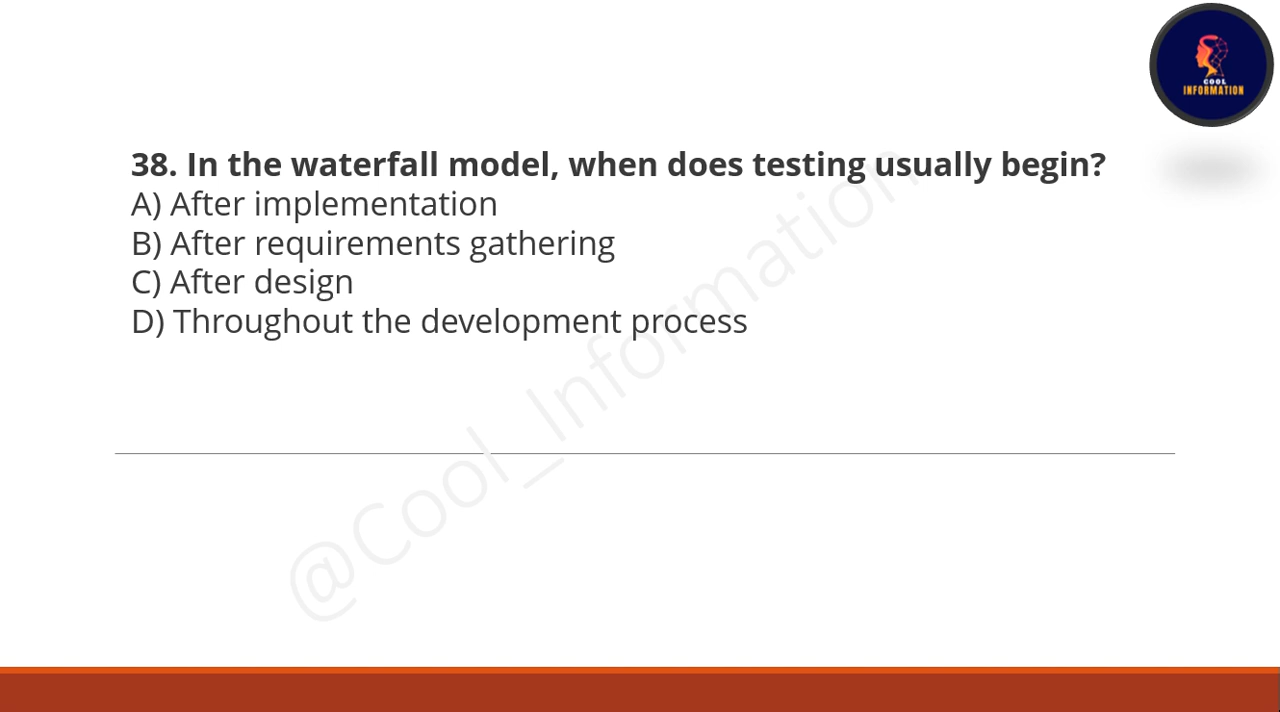 COOL
INFORMATION
38. In the waterfall model, when does testing usually begin?
A) After implementation
B) After requirements gathering
C) After design
D) Throughout the development process
@Cool_Information